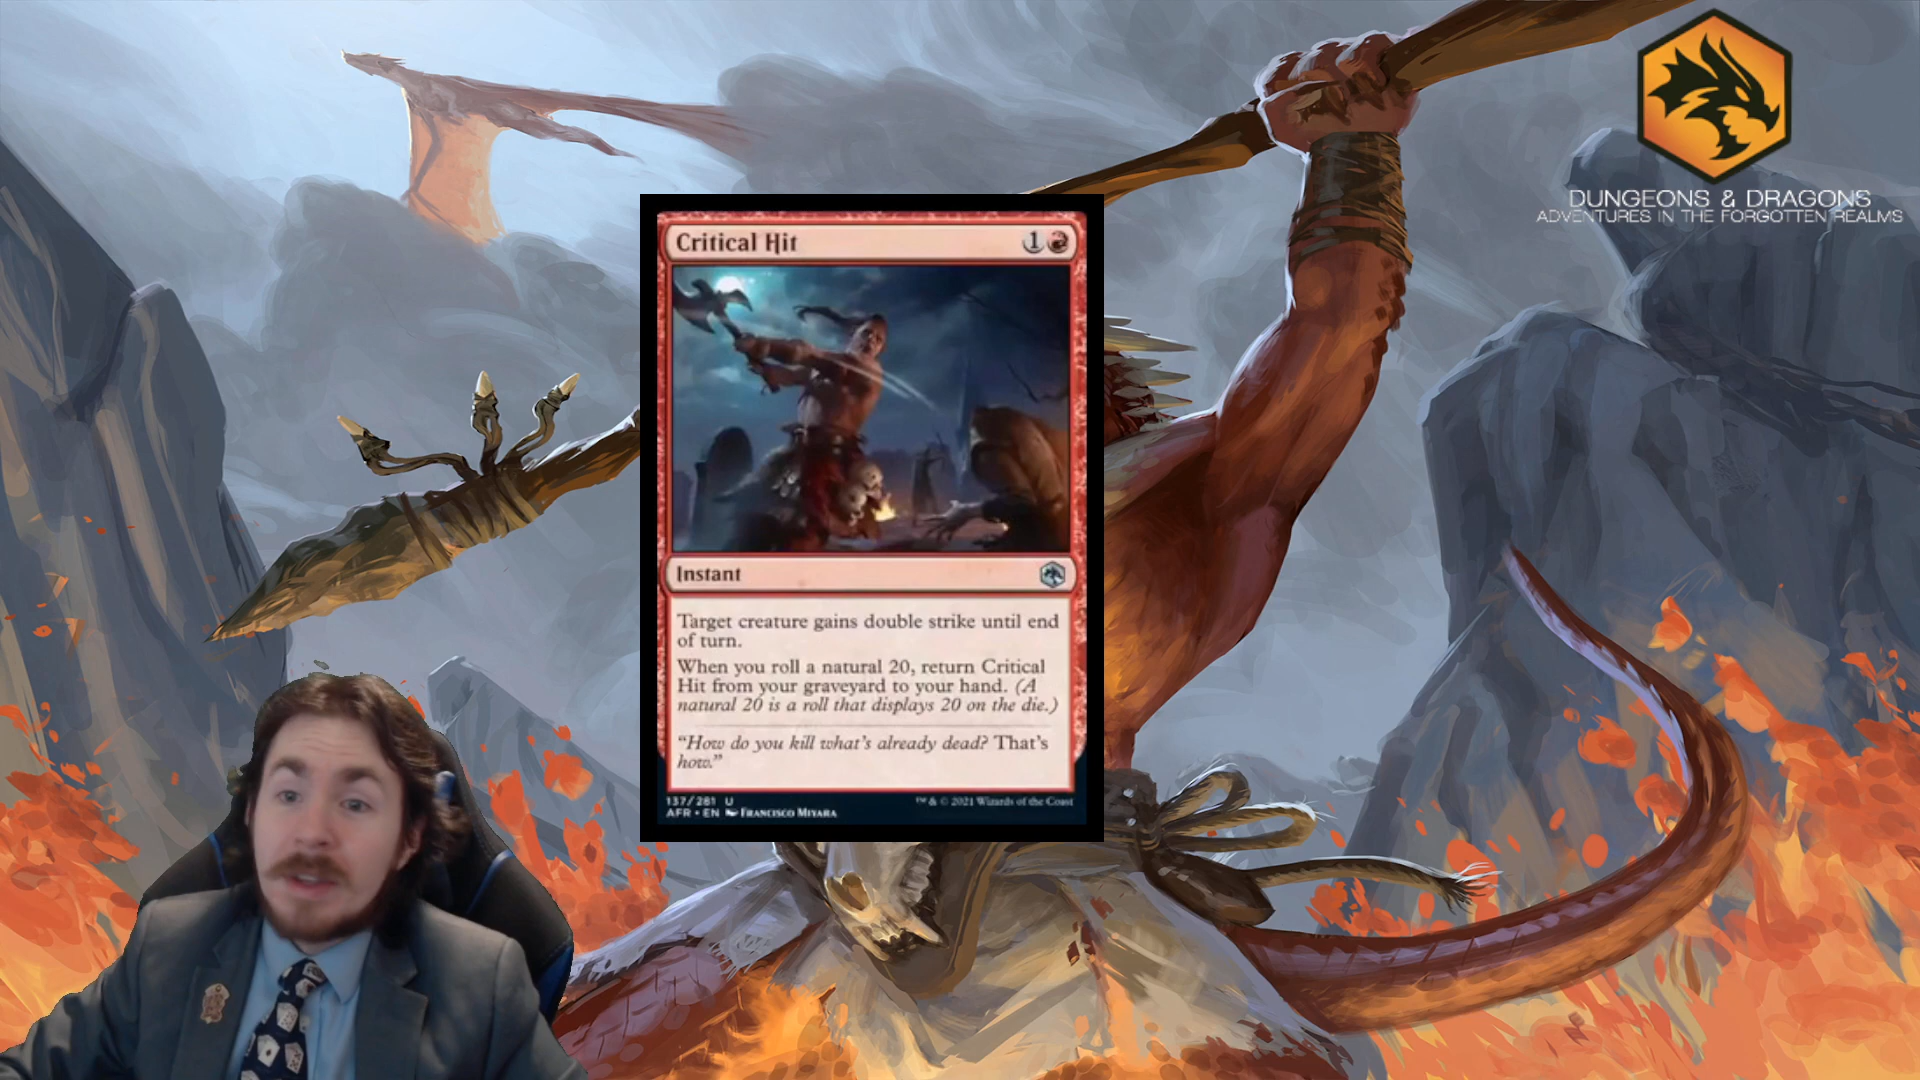 DUNGEONS & DRAGONS
ADVENTURES IN THE FORGOTTEN REALMS
Critical Hit
1
Instant
Target creature gains double strike until end
of turn.
When you roll a natural 20, return Critical
Hit from your graveyard to your hand. (A
natural 20 is a roll that displays 20 on the die.)
“How do you kill what’s already dead? That’s
how.”
137/281 U
AFR • EN FRANCISCO MIYARA
™ & © 2021 Wizards of the Coast